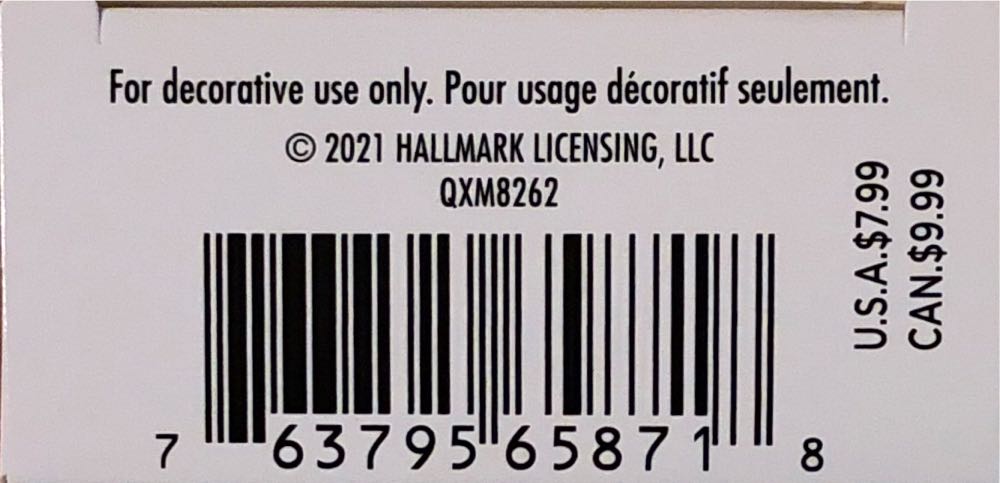 For decorative use only. Pour usage décoratif seulement.
© 2021 HALLMARK LICENSING, LLC
QXM8262
U.S.A.$7.99
CAN.$9.99
7 63795 65871 8